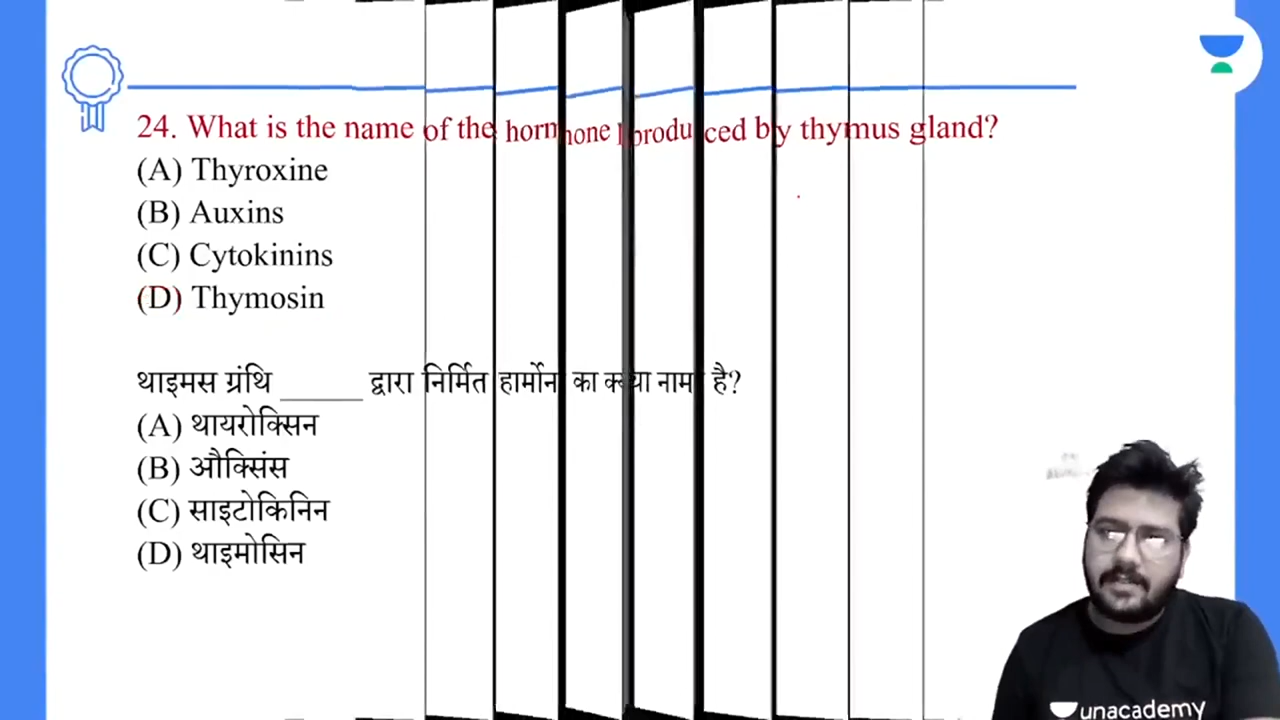 24. What is the name of the hormone produced by thymus gland?
(A) Thyroxine
(B) Auxins
(C) Cytokinins
(D) Thymosin
थाइमस ग्रंथि ______ द्वारा निर्मित हार्मोन का क्या नाम है?
(A) थायरोक्सिन
(B) औक्सिंस
(C) साइटोकिनिन
(D) थाइमोसिन
unacademy